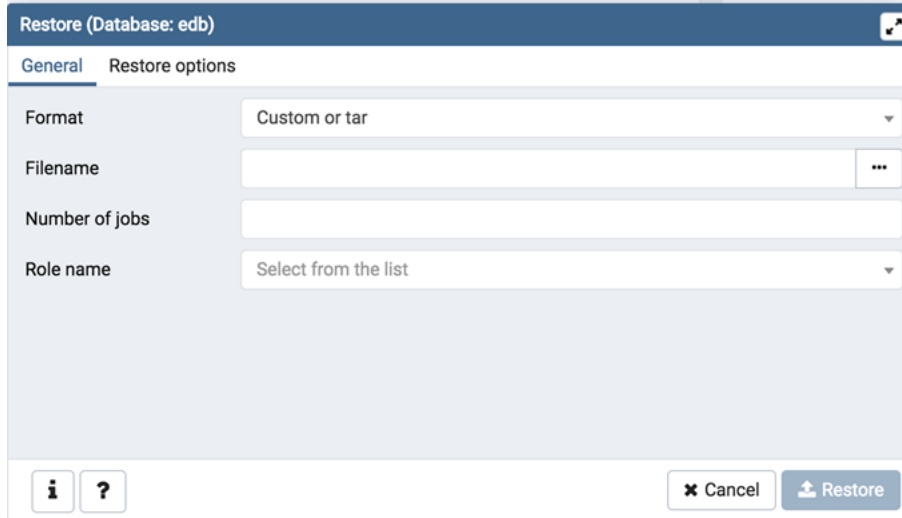 Restore (Database: edb)
General Restore options
Format Custom or tar
Filename
Number of jobs
Role name Select from the list
i ? Cancel Restore